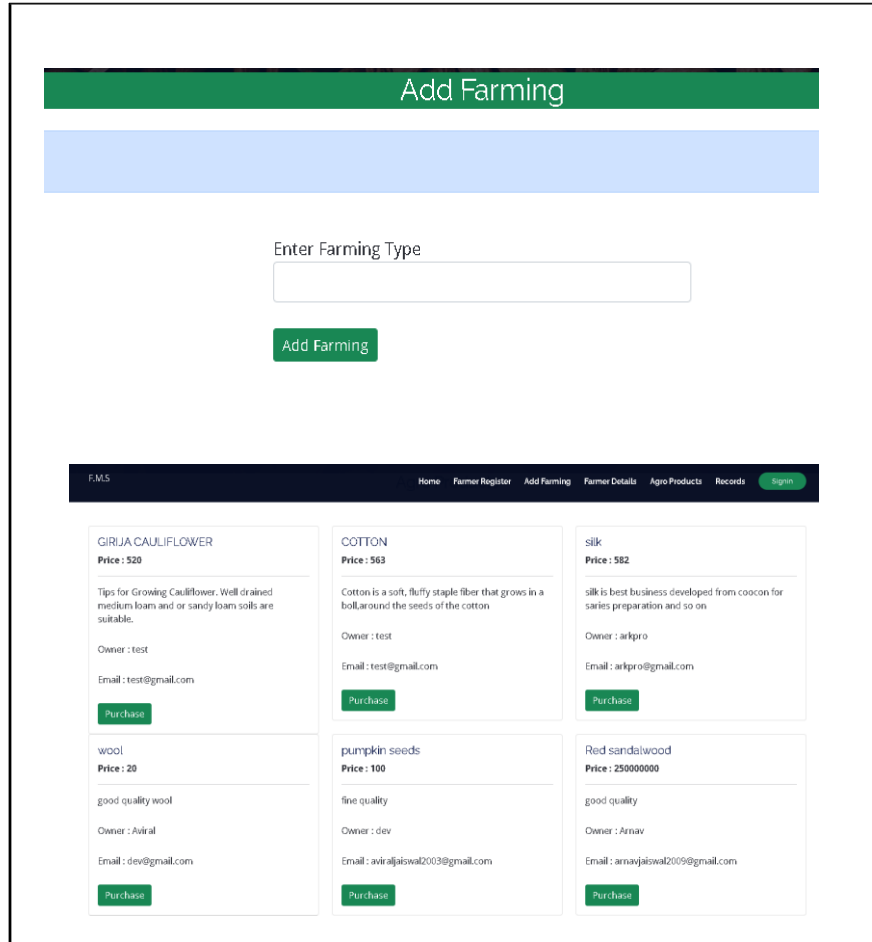 Add Farming
Enter Farming Type
Add Farming
F.M.S
Home Farmer Register Add Farming Farmer Details Agro Products Records Signin
GIRIJA CAULIFLOWER
Price : 520
Tips for Growing Cauliflower. Well drained
medium loam and or sandy loam soils are
suitable.
Owner : test
Email : test@gmail.com
Purchase
COTTON
Price : 563
Cotton is a soft, fluffy staple fiber that grows in a
boll,around the seeds of the cotton
Owner : test
Email : test@gmail.com
Purchase
silk
Price : 582
silk is best business developed from coocon for
saries preparation and so on
Owner : arkpro
Email : arkpro@gmail.com
Purchase
wool
Price : 20
good quality wool
Owner : Aviral
Email : dev@gmail.com
Purchase
pumpkin seeds
Price : 100
fine quality
Owner : dev
Email : aviraljaiswal2003@gmail.com
Purchase
Red sandalwood
Price : 250000000
good quality
Owner : Arnav
Email : arnavjaiswal2009@gmail.com
Purchase